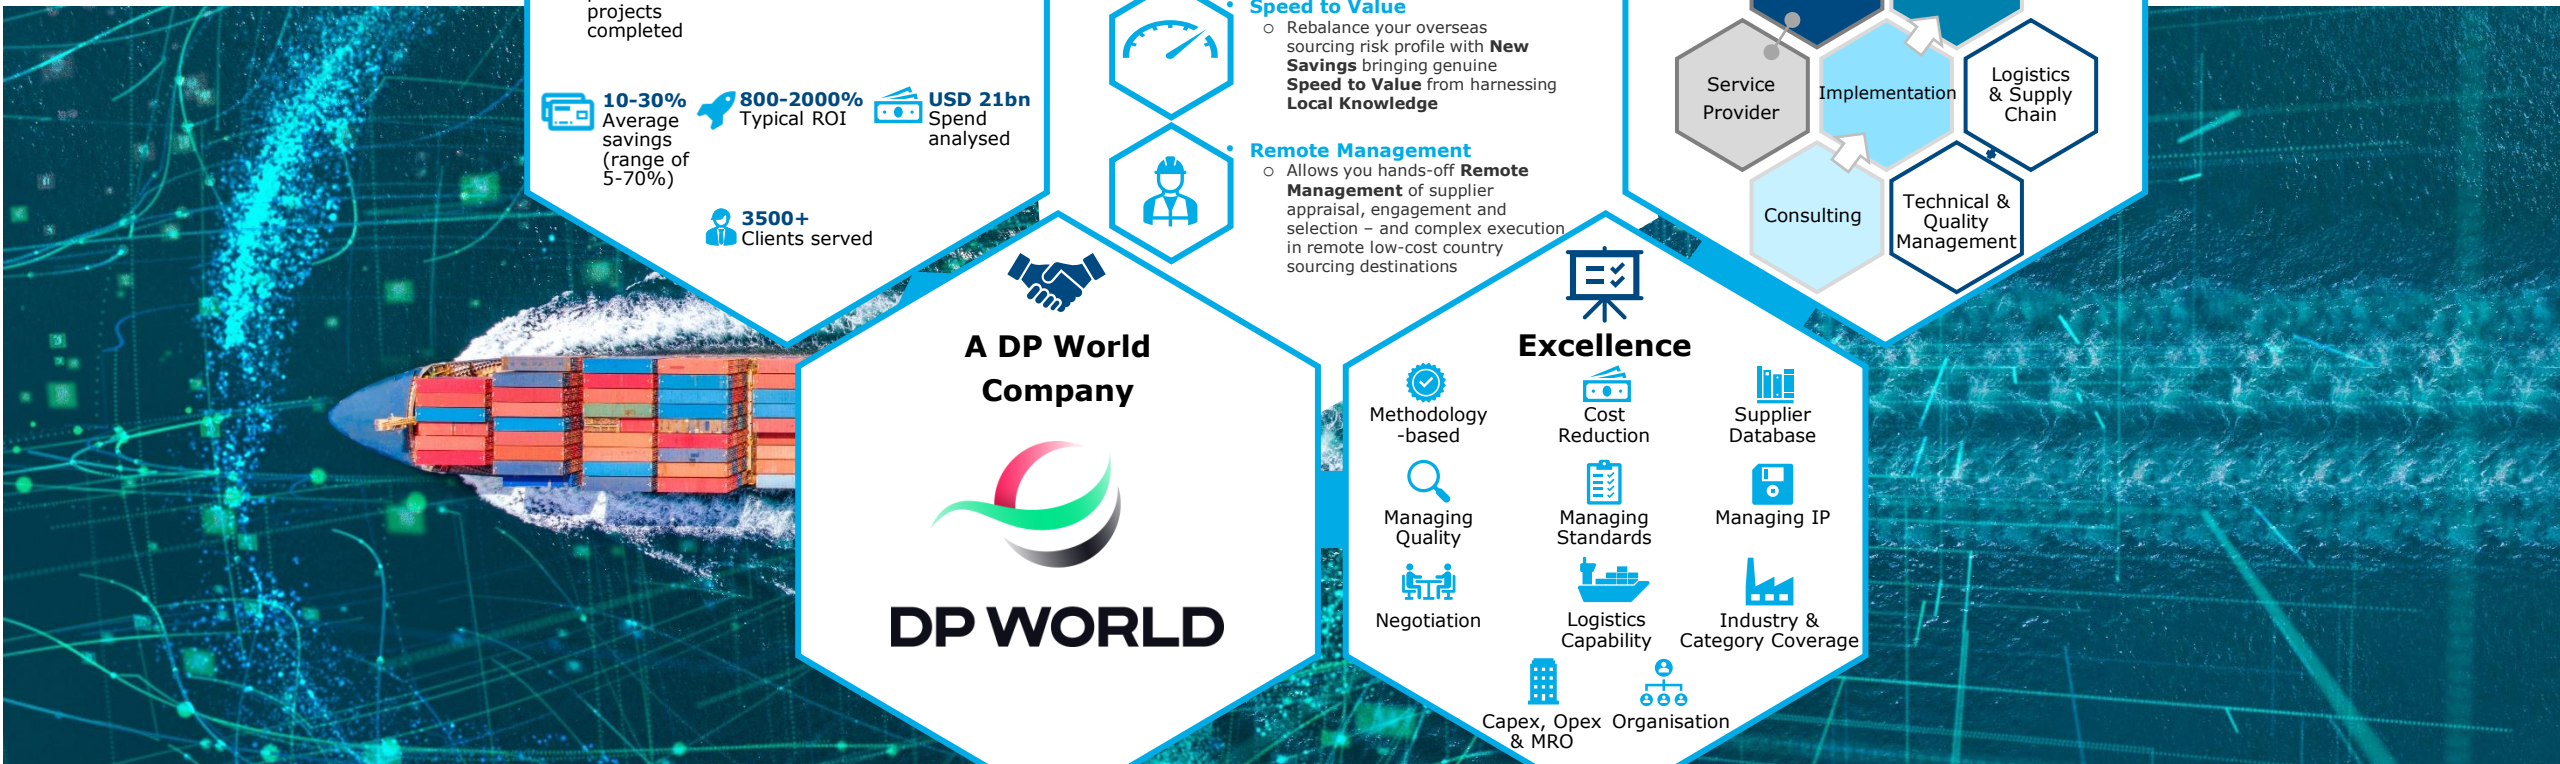 projects
completed
10-30%
Average
savings
(range of
5-70%)
800-2000%
Typical ROI
USD 21bn
Spend
analysed
3500+
Clients served
• Speed to Value
○ Rebalance your overseas
sourcing risk profile with New
Savings bringing genuine
Speed to Value from harnessing
Local Knowledge
• Remote Management
○ Allows you hands-off Remote
Management of supplier
appraisal, engagement and
selection – and complex execution
in remote low-cost country
sourcing destinations
Service
Provider
Implementation
Logistics
& Supply
Chain
Consulting
Technical &
Quality
Management
A DP World
Company
DP WORLD
Excellence
Methodology
-based
Cost
Reduction
Supplier
Database
Managing
Quality
Managing
Standards
Managing IP
Negotiation
Logistics
Capability
Industry &
Category Coverage
Capex, Opex
& MRO
Organisation